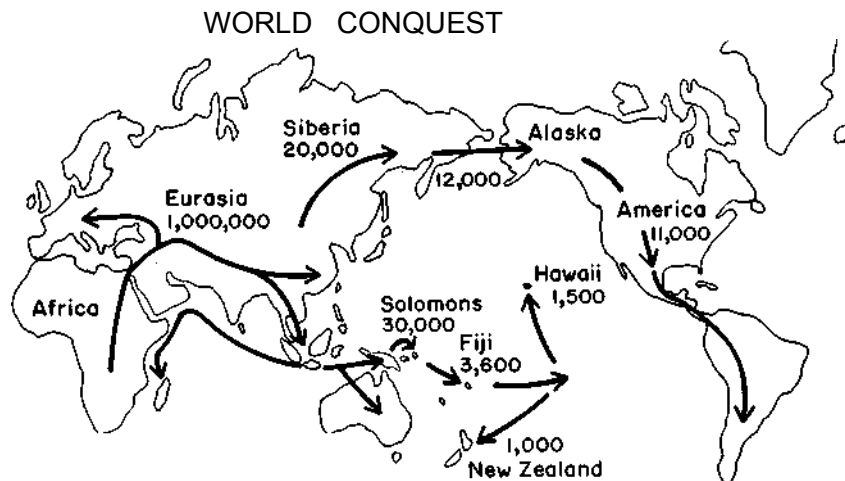 WORLD CONQUEST
Siberia
20,000
Alaska
12,000
Eurasia
1,000,000
America
11,000
Africa
Hawaii
1,500
Solomons
30,000
Fiji
3,600
1,000
New Zealand